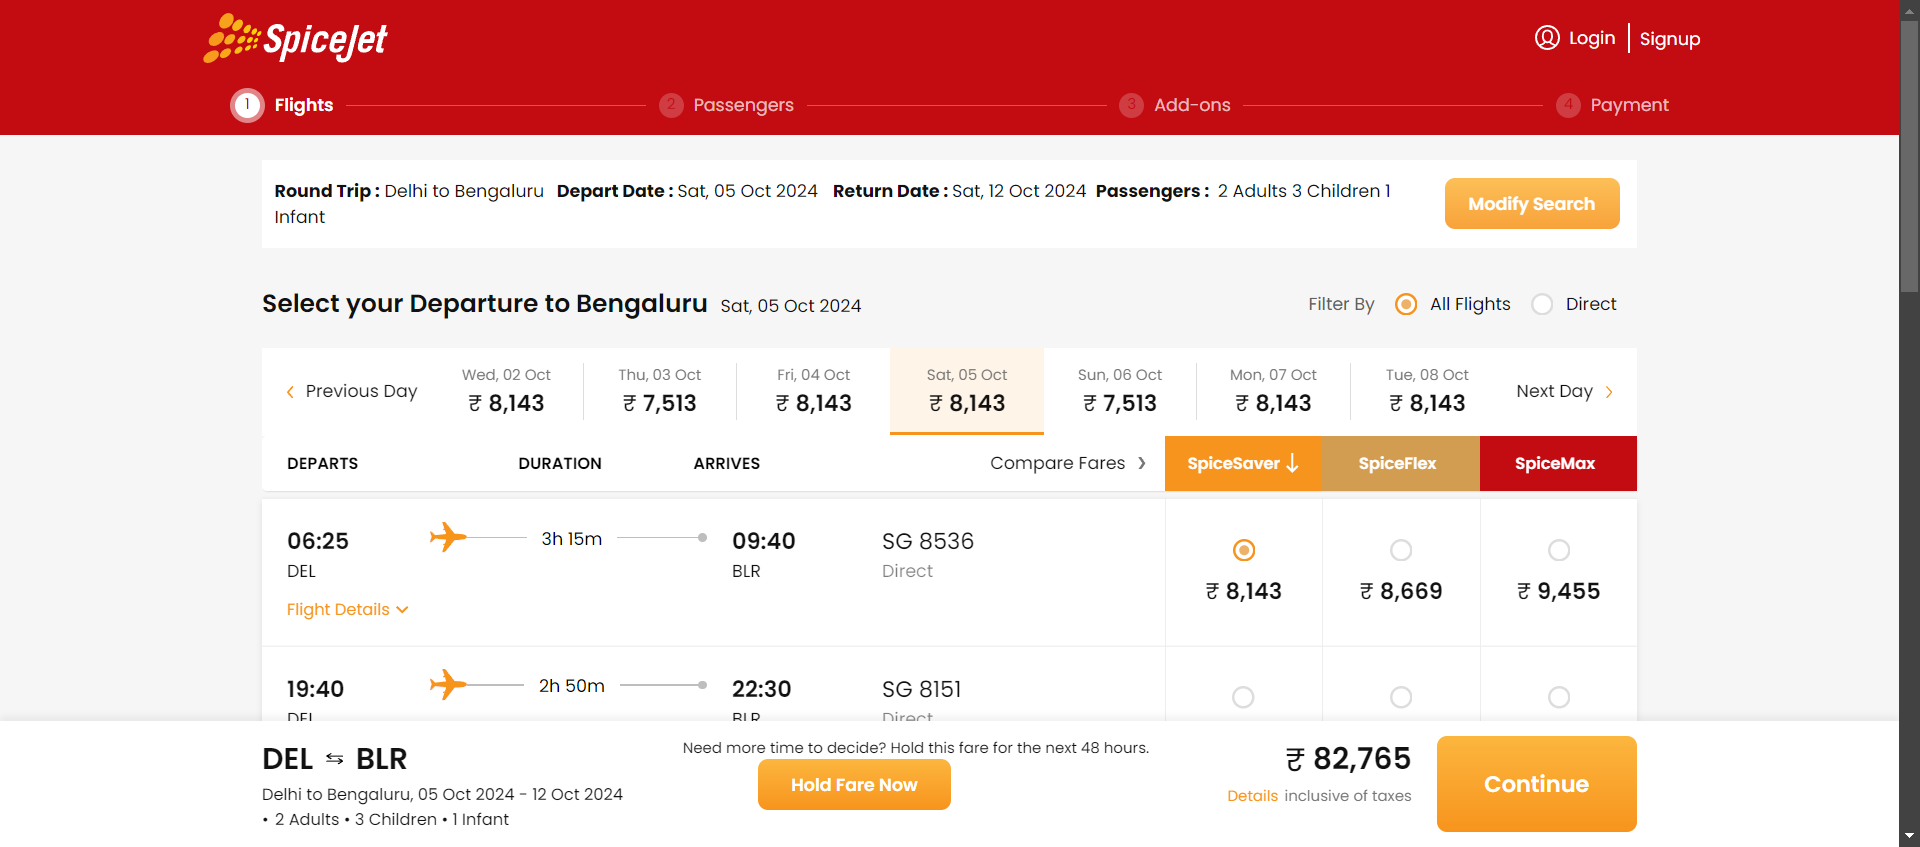 SpiceJet
Login
Signup
1 Flights
2 Passengers
3 Add-ons
4 Payment
Round Trip : Delhi to Bengaluru Depart Date : Sat, 05 Oct 2024 Return Date : Sat, 12 Oct 2024 Passengers : 2 Adults 3 Children 1
Infant
Modify Search
Select your Departure to Bengaluru Sat, 05 Oct 2024
Filter By All Flights Direct
Previous Day
Wed, 02 Oct
₹ 8,143
Thu, 03 Oct
₹ 7,513
Fri, 04 Oct
₹ 8,143
Sat, 05 Oct
₹ 8,143
Sun, 06 Oct
₹ 7,513
Mon, 07 Oct
₹ 8,143
Tue, 08 Oct
₹ 8,143
Next Day
DEPARTS DURATION ARRIVES Compare Fares SpiceSaver SpiceFlex SpiceMax
06:25 3h 15m 09:40 SG 8536
DEL BLR Direct
₹ 8,143 ₹ 8,669 ₹ 9,455
Flight Details
19:40 2h 50m 22:30 SG 8151
DEL BLR Direct
DEL ⇆ BLR
Delhi to Bengaluru, 05 Oct 2024 - 12 Oct 2024
• 2 Adults • 3 Children • 1 Infant
Need more time to decide? Hold this fare for the next 48 hours.
Hold Fare Now
₹ 82,765
Details inclusive of taxes
Continue